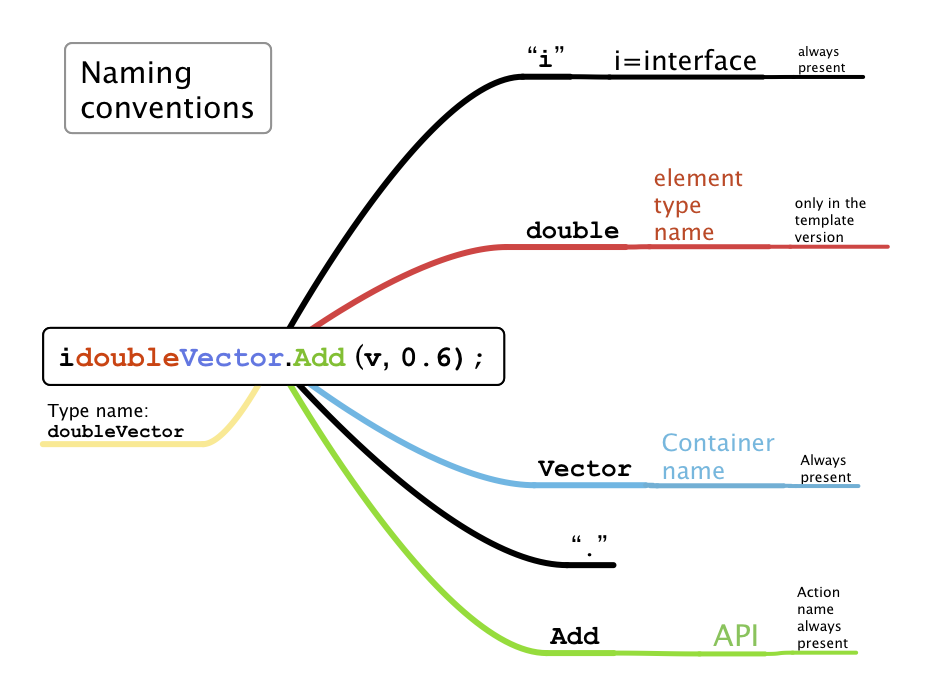 Naming
conventions
“i”
i=interface
always
present
double
element
type
name
only in the
template
version
idoubleVector.Add (v, 0.6);
Type name:
doubleVector
Vector
Container
name
Always
present
“.”
Add
API
Action
name
always
present